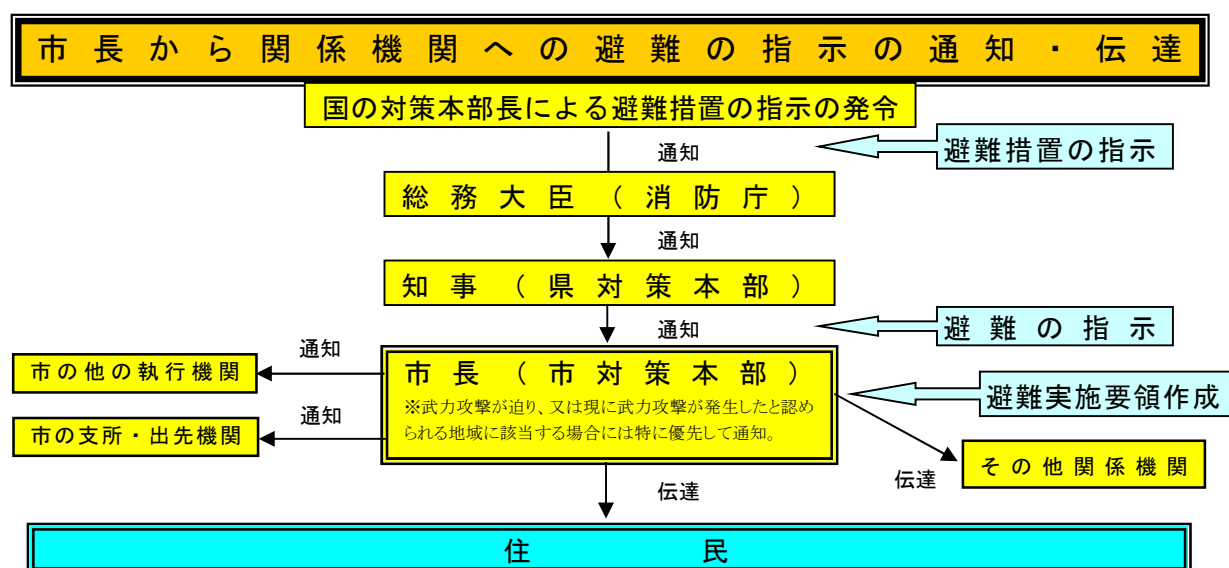 市長から関係機関への避難の指示の通知・伝達
国の対策本部長による避難措置の指示の発令
通知
避難措置の指示
総務大臣（消防庁）
通知
知事（県対策本部）
通知
避難の指示
通知
市の他の執行機関
市長（市対策本部）
※武力攻撃が迫り、又は現に武力攻撃が発生したと認め
られる地域に該当する場合には特に優先して通知。
避難実施要領作成
通知
市の支所・出先機関
その他関係機関
伝達
伝達
住民